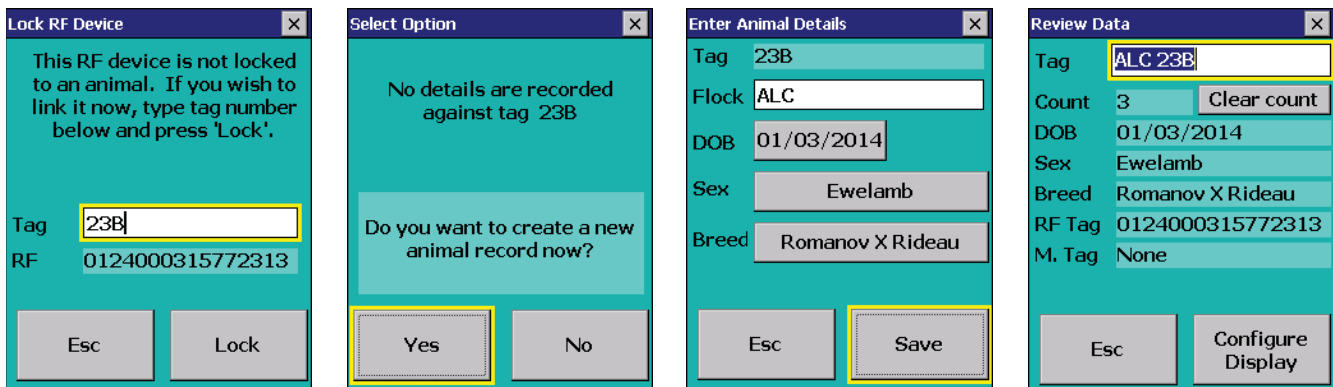 Lock RF Device
This RF device is not locked
to an animal. If you wish to
link it now, type tag number
below and press 'Lock'.
Tag 23B
RF 0124000315772313
Esc Lock
Select Option
No details are recorded
against tag 23B
Do you want to create a new
animal record now?
Yes No
Enter Animal Details
Tag 23B
Flock ALC
DOB 01/03/2014
Sex Ewelamb
Breed Romanov X Rideau
Esc Save
Review Data
Tag ALC 23B
Count 3 Clear count
DOB 01/03/2014
Sex Ewelamb
Breed Romanov X Rideau
RF Tag 0124000315772313
M. Tag None
Esc Configure
Display